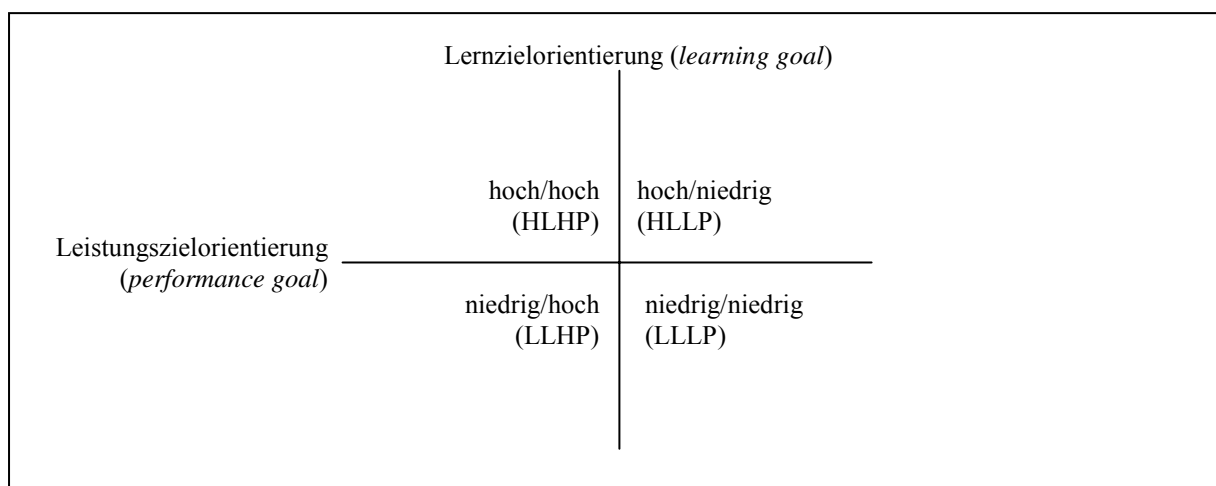 Lernzielorientierung (learning goal)
hoch/hoch
(HLHP)
hoch/niedrig
(HLLP)
Leistungszielorientierung
(performance goal)
niedrig/hoch
(LLHP)
niedrig/niedrig
(LLLP)